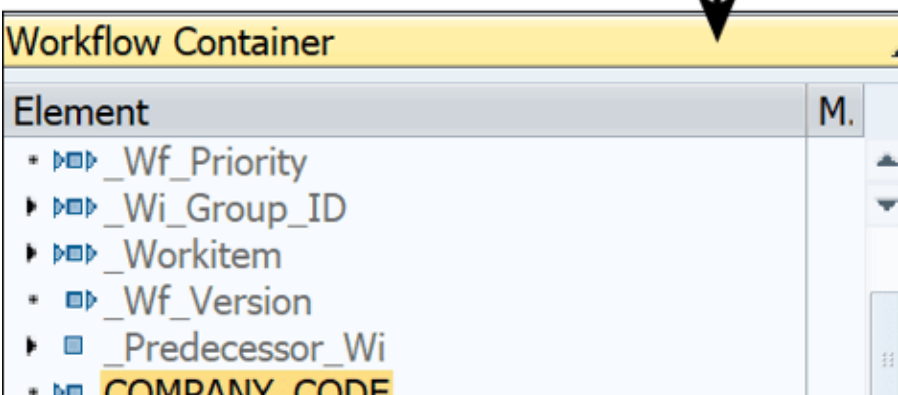 Workflow Container
Element M.
_Wf_Priority
_Wi_Group_ID
_Workitem
_Wf_Version
_Predecessor_Wi
COMPANY_CODE